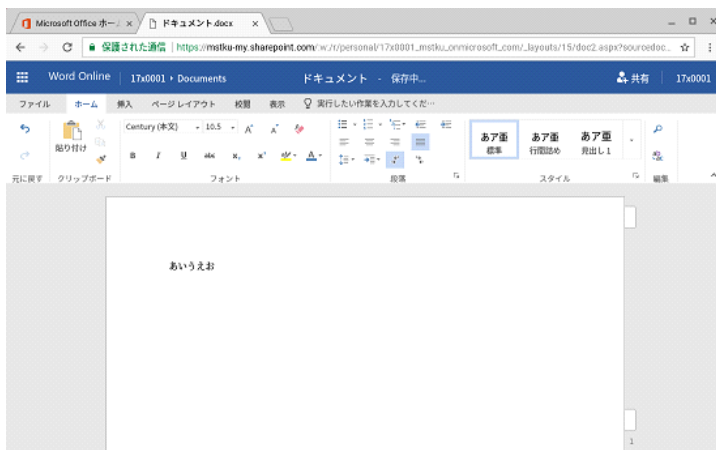 Microsoft Office ホー
ドキュメント.docx
保護された通信
https://mstku-my.sharepoint.com/:w:/r/personal/17x0001_mstku_onmicrosoft_com/_layouts/15/doc2.aspx?sourcedoc...
Word Online
17x0001 › Documents
ドキュメント - 保存中...
共有
17x0001
ファイル ホーム 挿入 ページ レイアウト 校閲 表示 実行したい作業を入力してくだ…
貼り付け
Century (本文) 10.5 A A
B I U abc x₂ x² A
あア亜 あア亜 あア亜
標準 行間詰め 見出し 1
元に戻す クリップボード フォント 段落 スタイル 編集
あいうえお
1